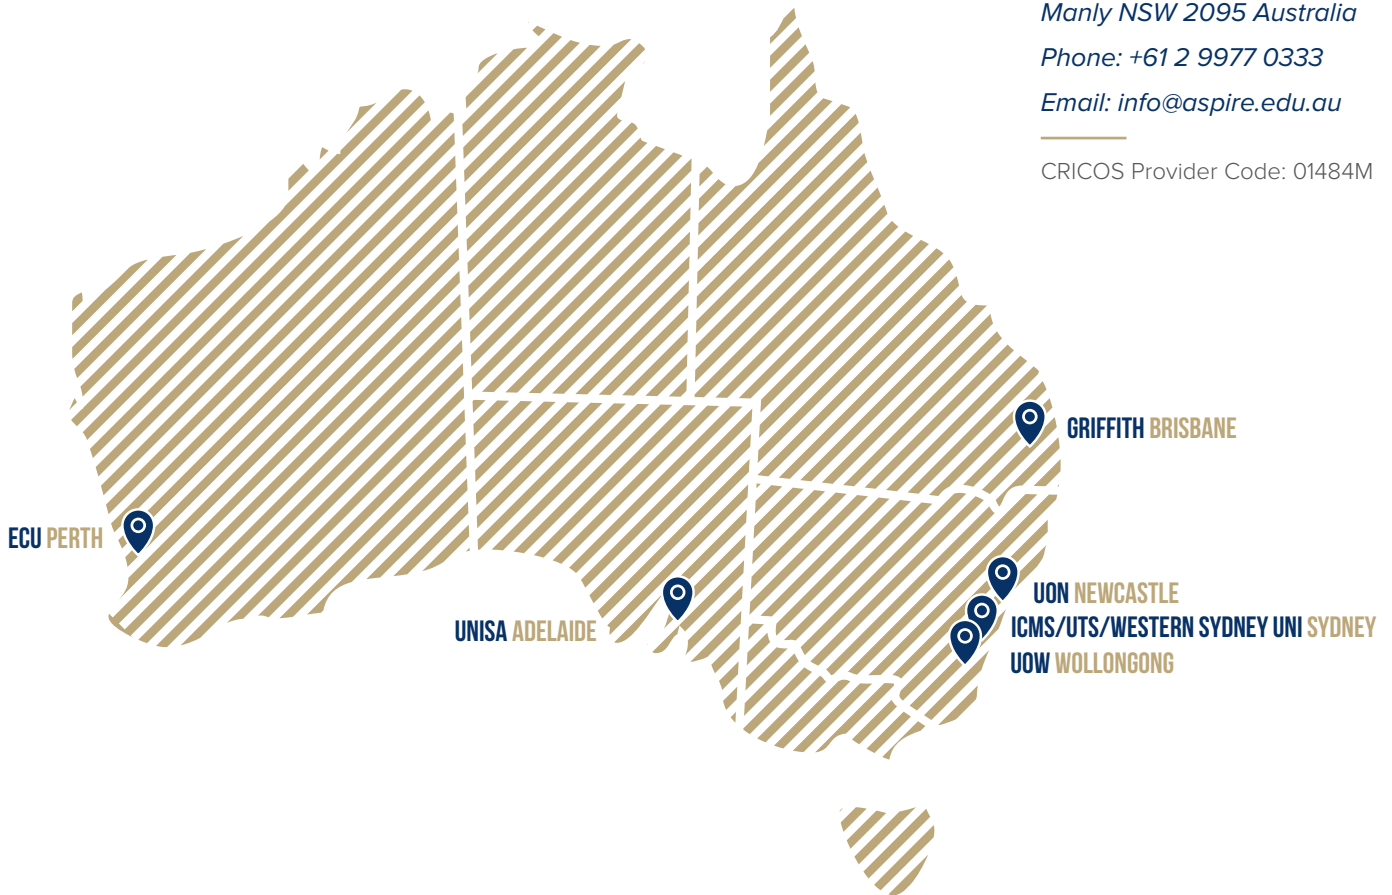 Manly NSW 2095 Australia
Phone: +61 2 9977 0333
Email: info@aspire.edu.au
CRICOS Provider Code: 01484M
GRIFFITH BRISBANE
ECU PERTH
UON NEWCASTLE
UNISA ADELAIDE
ICMS/UTS/WESTERN SYDNEY UNI SYDNEY
UOW WOLLONGONG